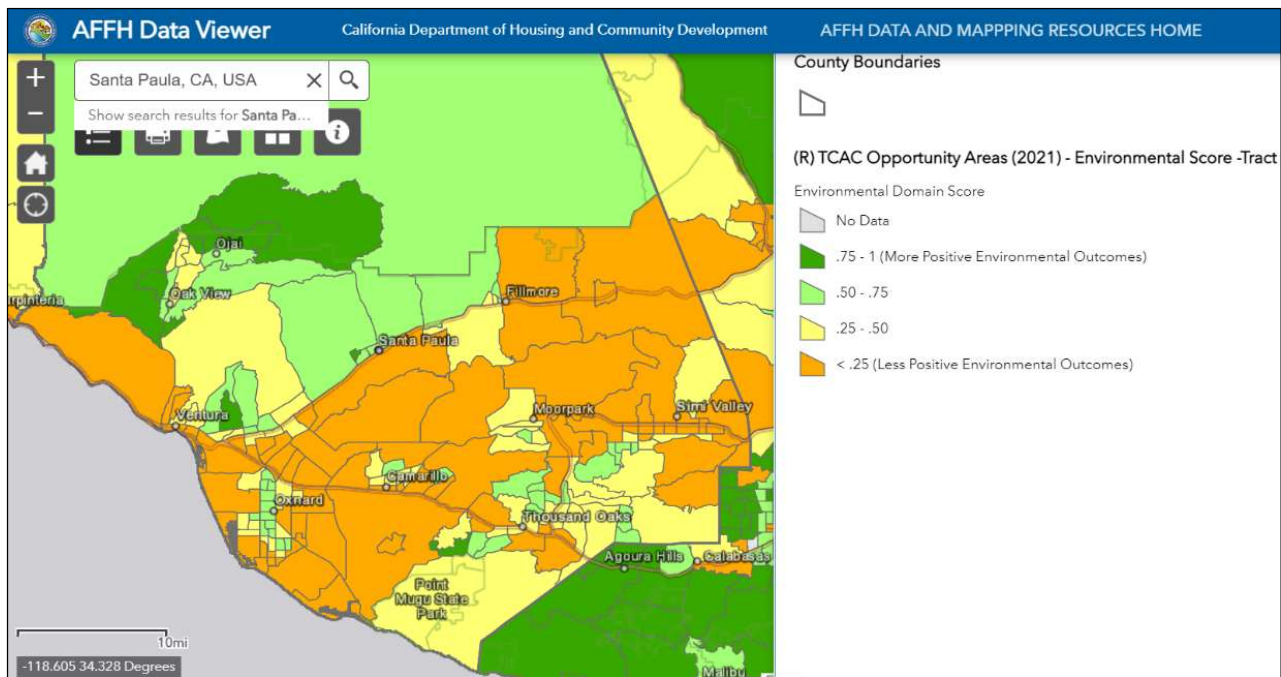 AFFH Data Viewer
California Department of Housing and Community Development
AFFH DATA AND MAPPPING RESOURCES HOME
+
−
Santa Paula, CA, USA
Show search results for Santa Pa...
County Boundaries
(R) TCAC Opportunity Areas (2021) - Environmental Score -Tract
Environmental Domain Score
No Data
.75 - 1 (More Positive Environmental Outcomes)
.50 - .75
.25 - .50
< .25 (Less Positive Environmental Outcomes)
Ojai
Oak View
arpinteria
Fillmore
Santa Paula
Ventura
Moorpark
Simi Valley
Camarillo
Oxnard
Thousand Oaks
Agoura Hills
Calabasas
Point
Mugu State
Park
Malibu
10mi
-118.605 34.328 Degrees